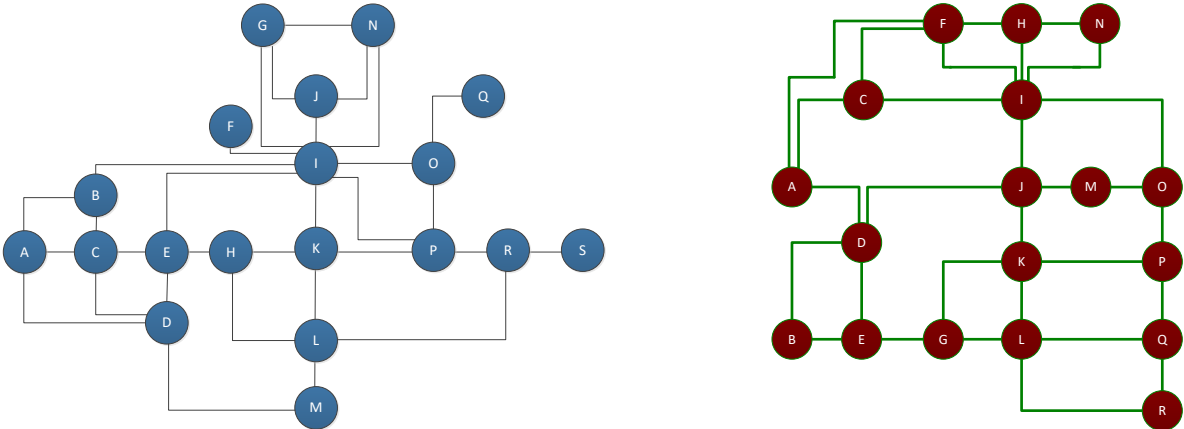 G N
J
Q
F
I O
B
A C E H K P R S
D
L
M
F H N
C I
A J M O
D
K P
B E G L Q
R